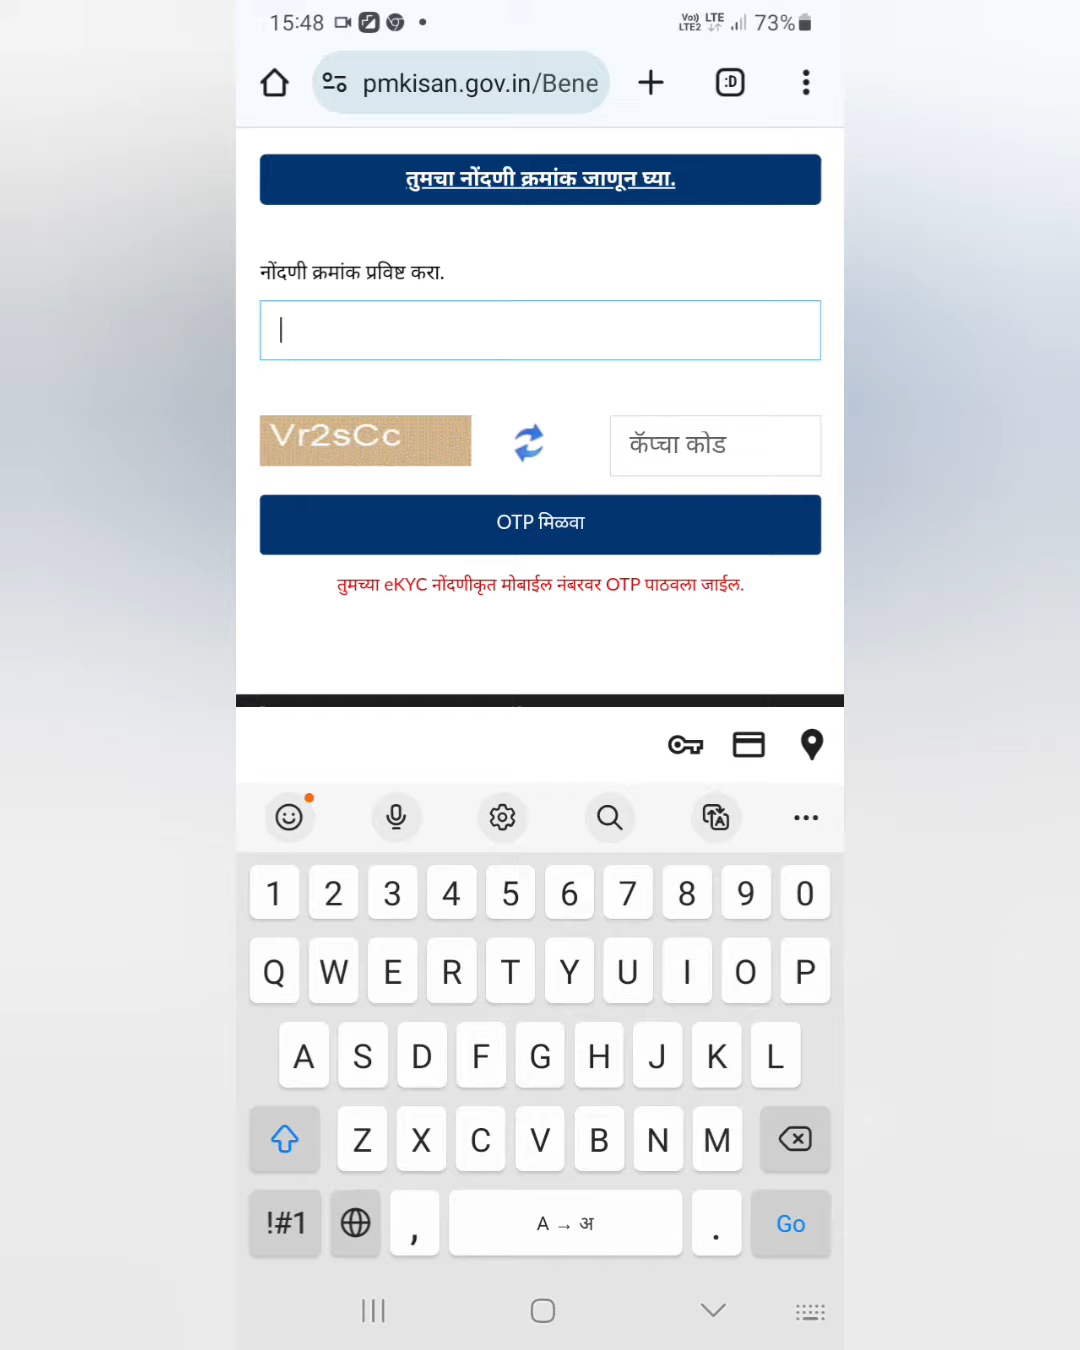 15:48 Vo)) LTE2 LTE 73%
pmkisan.gov.in/Bene :D
तुमचा नोंदणी क्रमांक जाणून घ्या.
नोंदणी क्रमांक प्रविष्ट करा.
Vr2sCc कॅप्चा कोड
OTP मिळवा
तुमच्या eKYC नोंदणीकृत मोबाईल नंबरवर OTP पाठवला जाईल.
1 2 3 4 5 6 7 8 9 0
Q W E R T Y U I O P
A S D F G H J K L
Z X C V B N M
!#1 , A → अ . Go